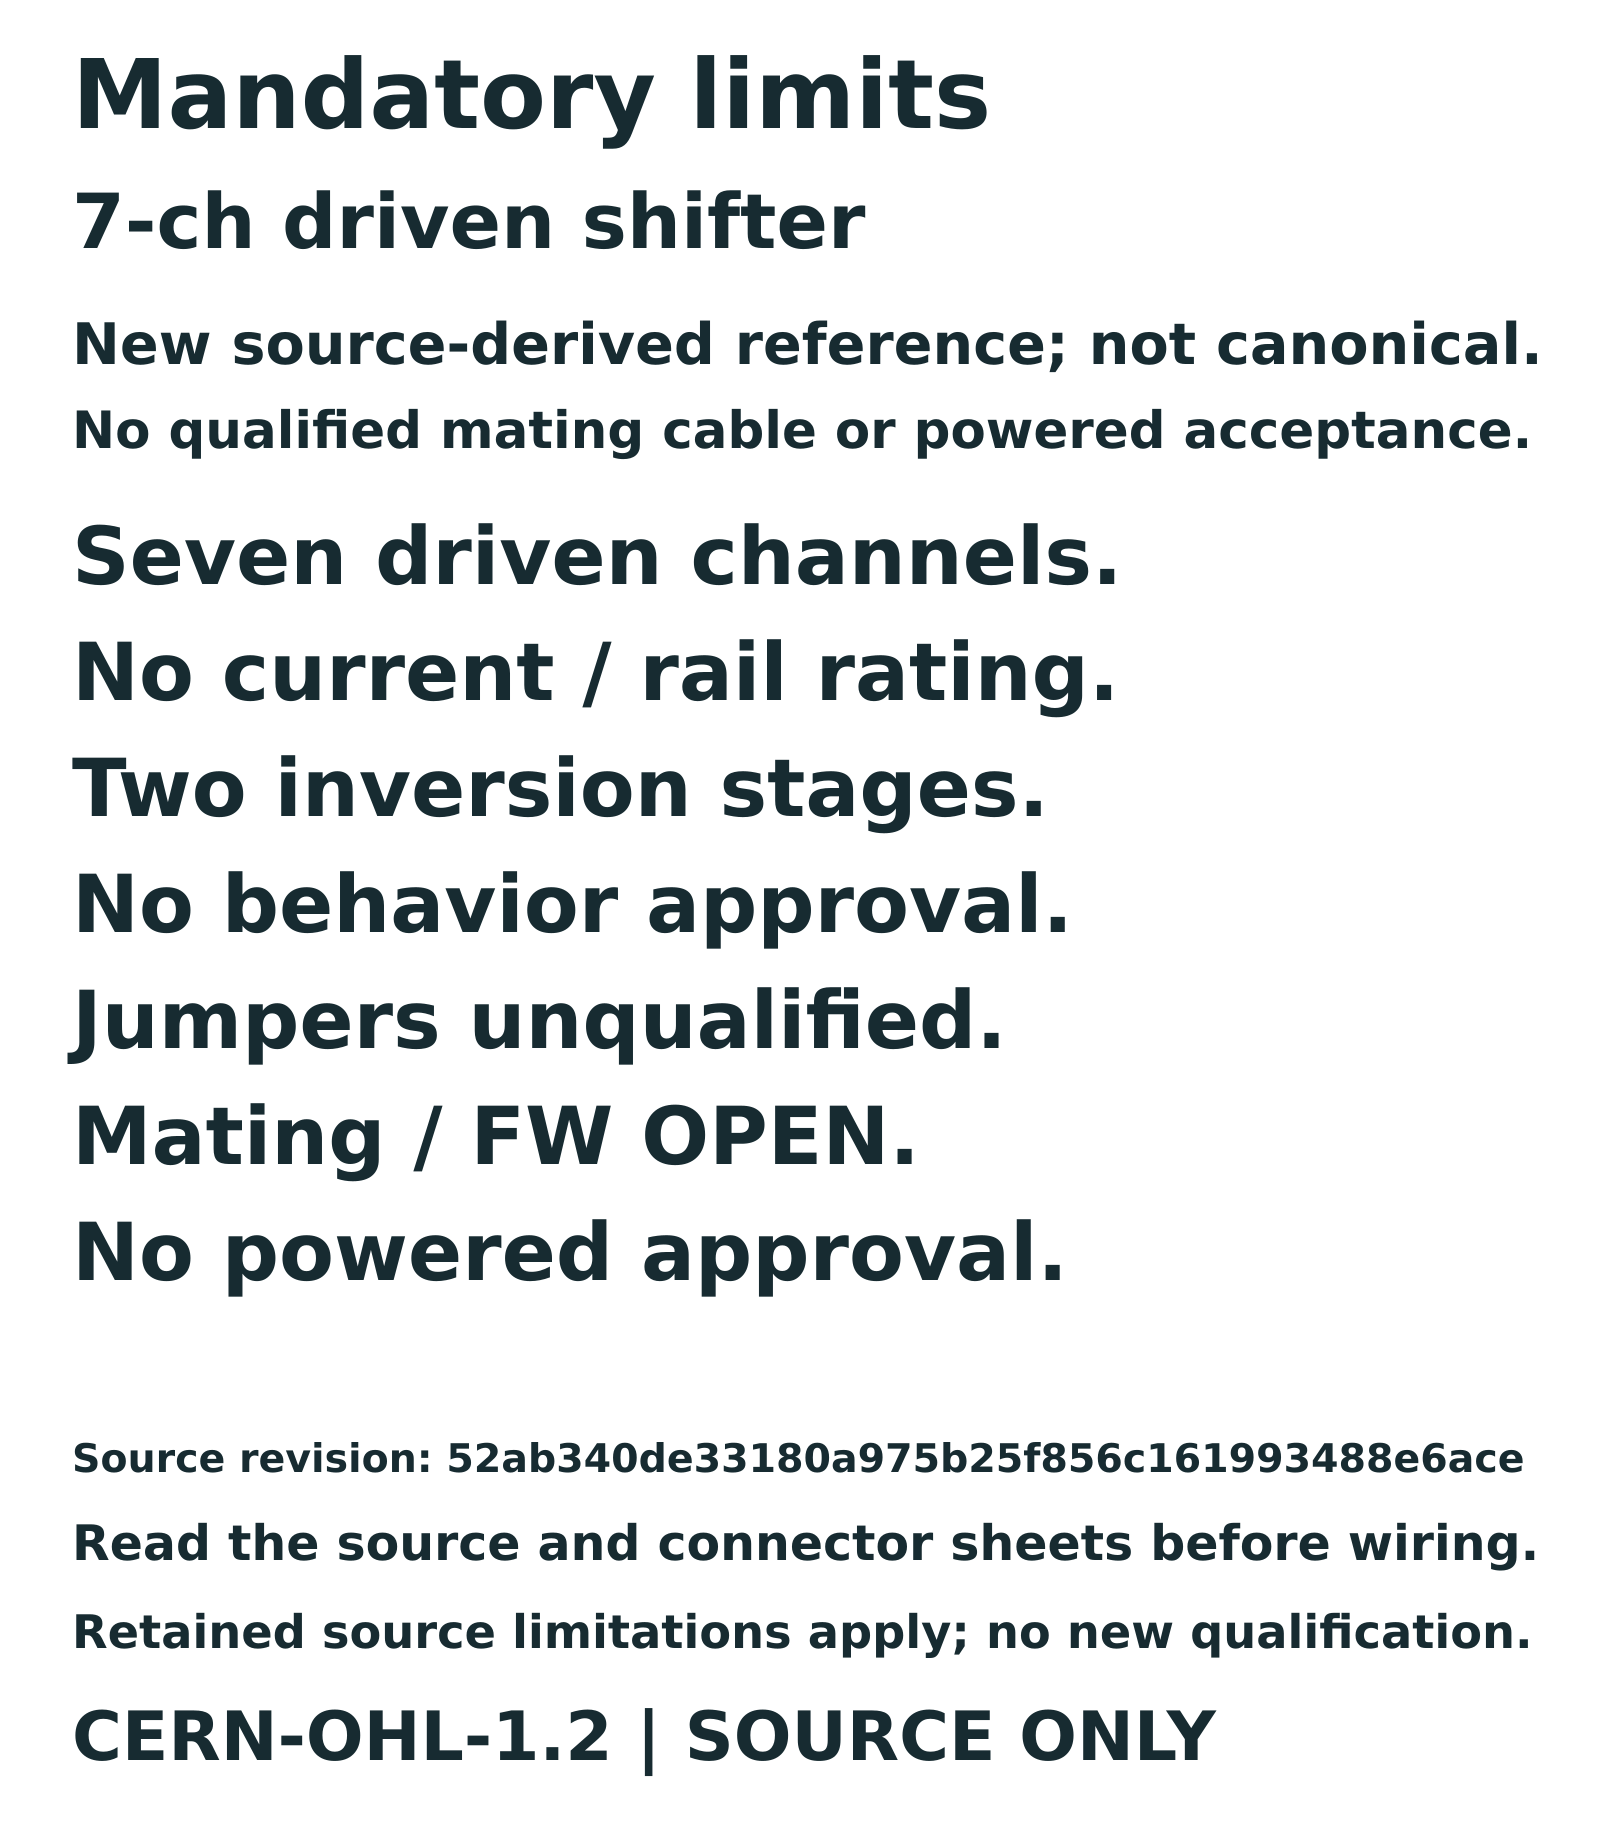 Mandatory limits
7-ch driven shifter
New source-derived reference; not canonical.
No qualified mating cable or powered acceptance.
Seven driven channels.
No current / rail rating.
Two inversion stages.
No behavior approval.
Jumpers unqualified.
Mating / FW OPEN.
No powered approval.
Source revision: 52ab340de33180a975b25f856c161993488e6ace
Read the source and connector sheets before wiring.
Retained source limitations apply; no new qualification.
CERN-OHL-1.2 | SOURCE ONLY